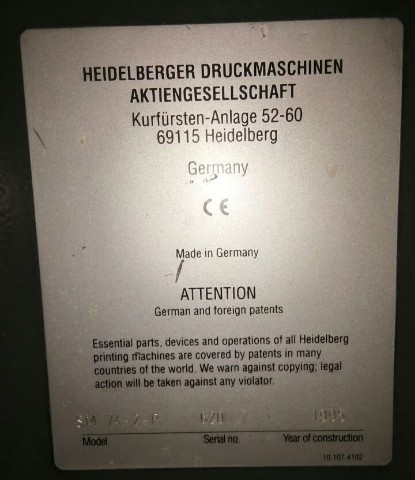 HEIDELBERGER DRUCKMASCHINEN
AKTIENGESELLSCHAFT
Kurfürsten-Anlage 52-60
69115 Heidelberg
Germany
CE
Made in Germany
ATTENTION
German and foreign patents
Essential parts, devices and operations of all Heidelberg
printing machines are covered by patents in many
countries of the world. We warn against copying; legal
action will be taken against any violator.
SM 74-2-P
Model Serial no. Year of construction
10.107.4102